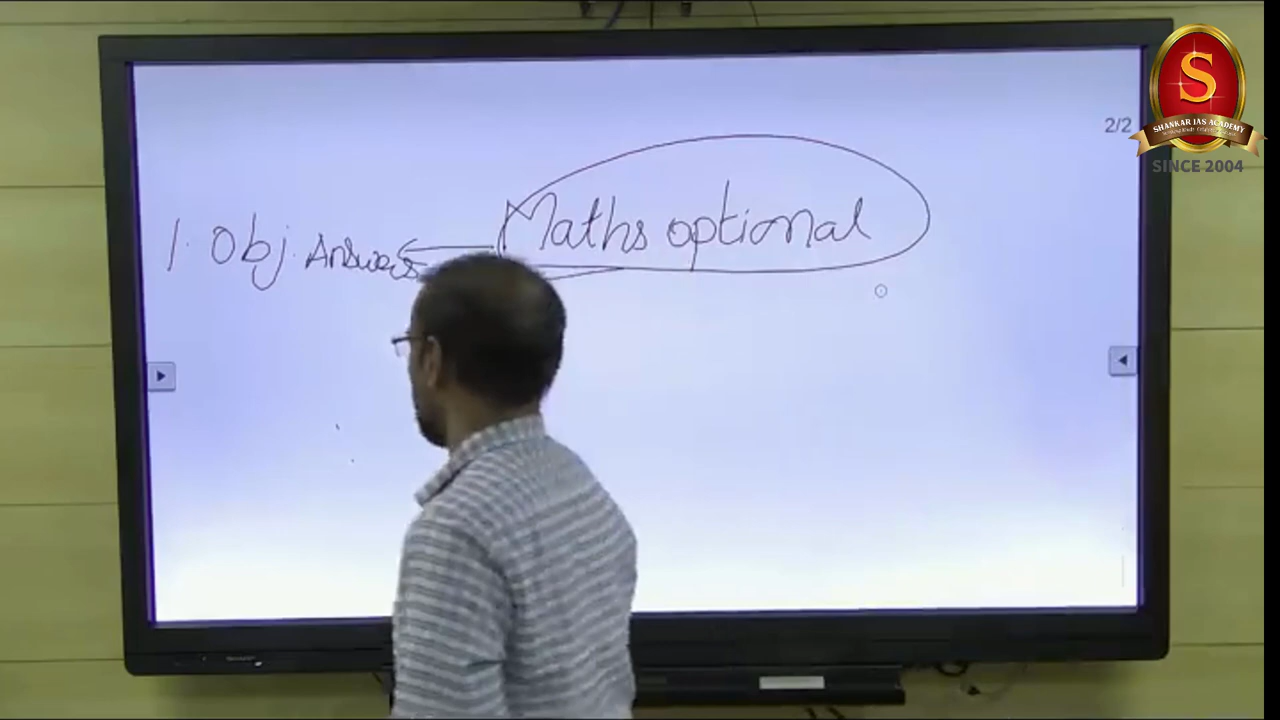 2/2
S
SHANKAR IAS ACADEMY
SINCE 2004
Maths optional
1. Obj. Answers